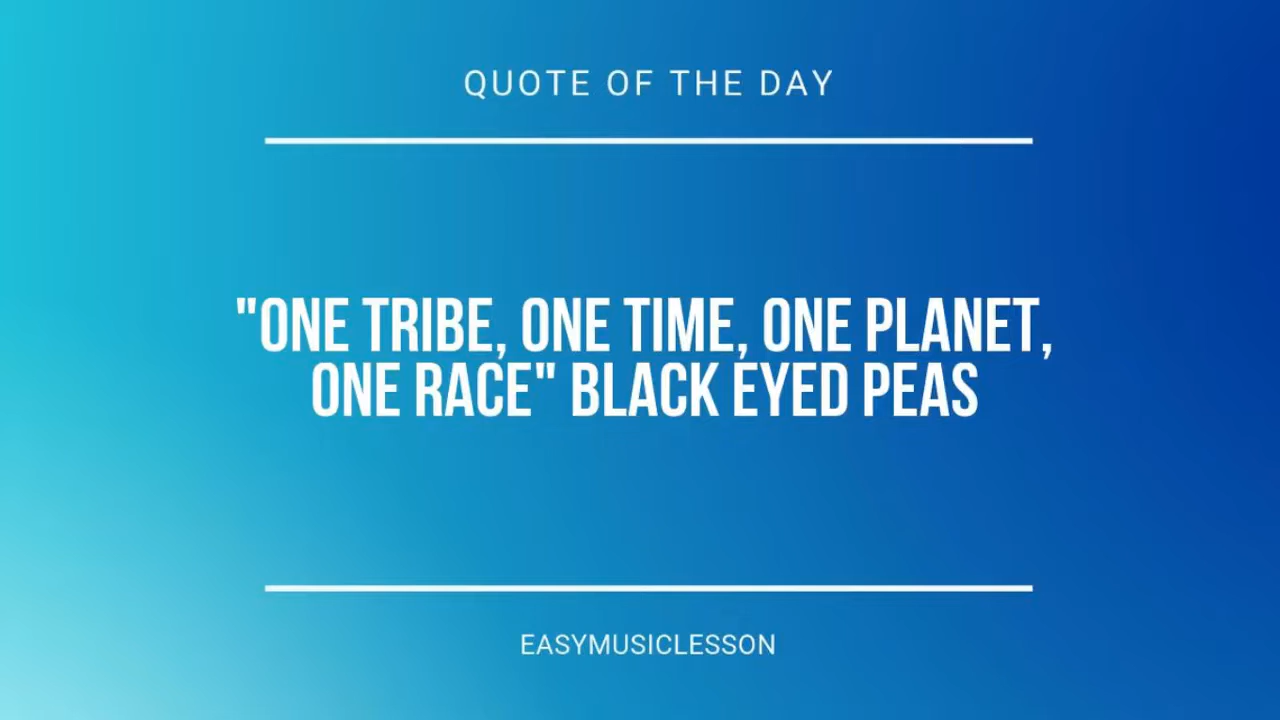 QUOTE OF THE DAY
"ONE TRIBE, ONE TIME, ONE PLANET,
ONE RACE" BLACK EYED PEAS
EASYMUSICLESSON